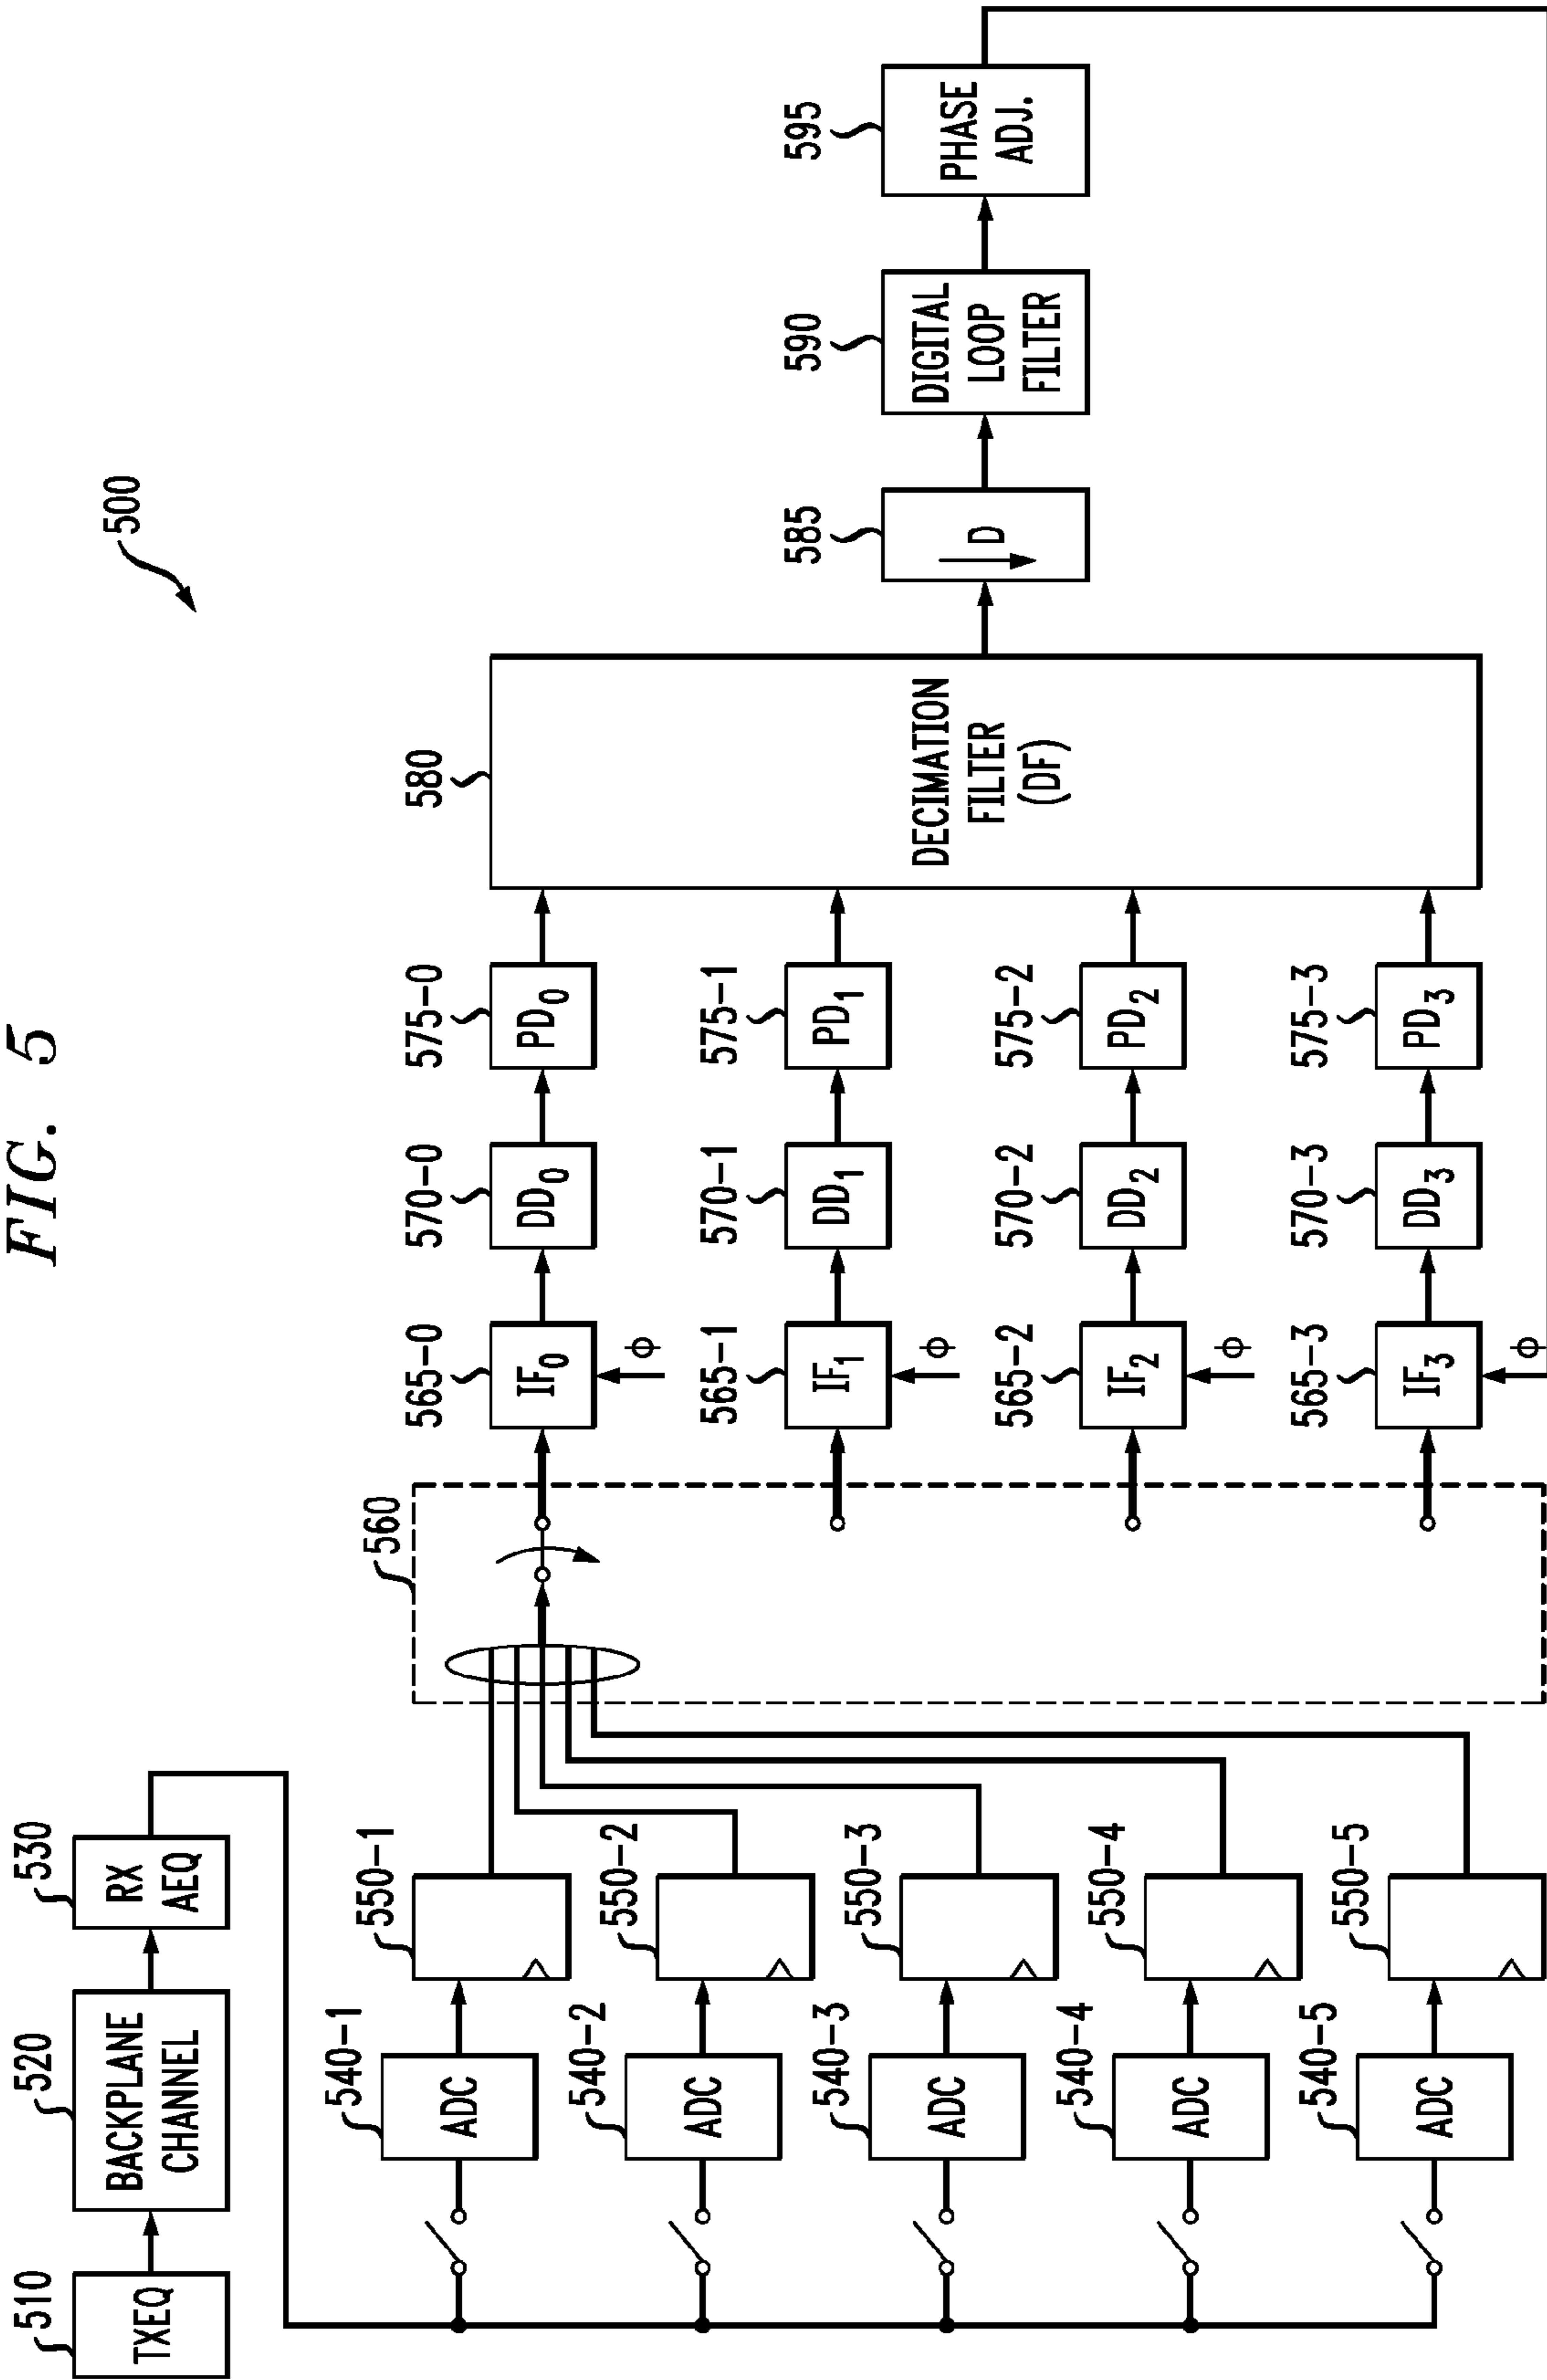 FIG. 5
500
510
TXEQ
520
BACKPLANE
CHANNEL
530
RX
AEQ
540-1
ADC
550-1
540-2
ADC
550-2
540-3
ADC
550-3
540-4
ADC
550-4
540-5
ADC
550-5
560
565-0
IF0
ϕ
570-0
DD0
575-0
PD0
565-1
IF1
ϕ
570-1
DD1
575-1
PD1
565-2
IF2
ϕ
570-2
DD2
575-2
PD2
565-3
IF3
ϕ
570-3
DD3
575-3
PD3
580
DECIMATION
FILTER
(DF)
585
↓D
590
DIGITAL
LOOP
FILTER
595
PHASE
ADJ.